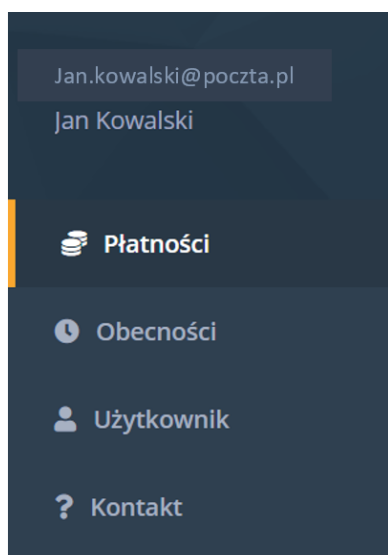 Jan.kowalski@poczta.pl
Jan Kowalski
Płatności
Obecności
Użytkownik
Kontakt